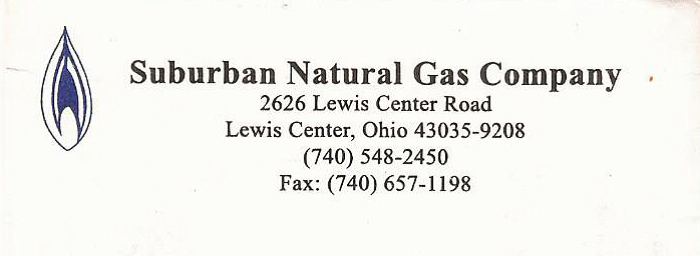 Suburban Natural Gas Company
2626 Lewis Center Road
Lewis Center, Ohio 43035-9208
(740) 548-2450
Fax: (740) 657-1198